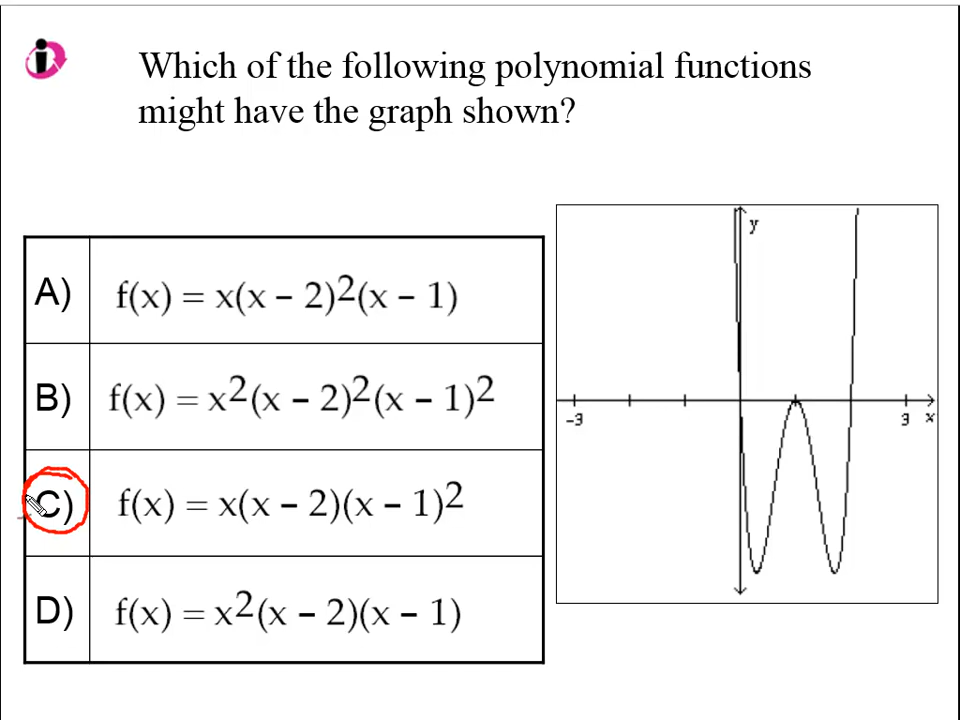 Which of the following polynomial functions
might have the graph shown?
A) f(x) = x(x – 2)²(x – 1)
B) f(x) = x²(x – 2)²(x – 1)²
C) f(x) = x(x – 2)(x – 1)²
D) f(x) = x²(x – 2)(x – 1)
y
-3 3 x